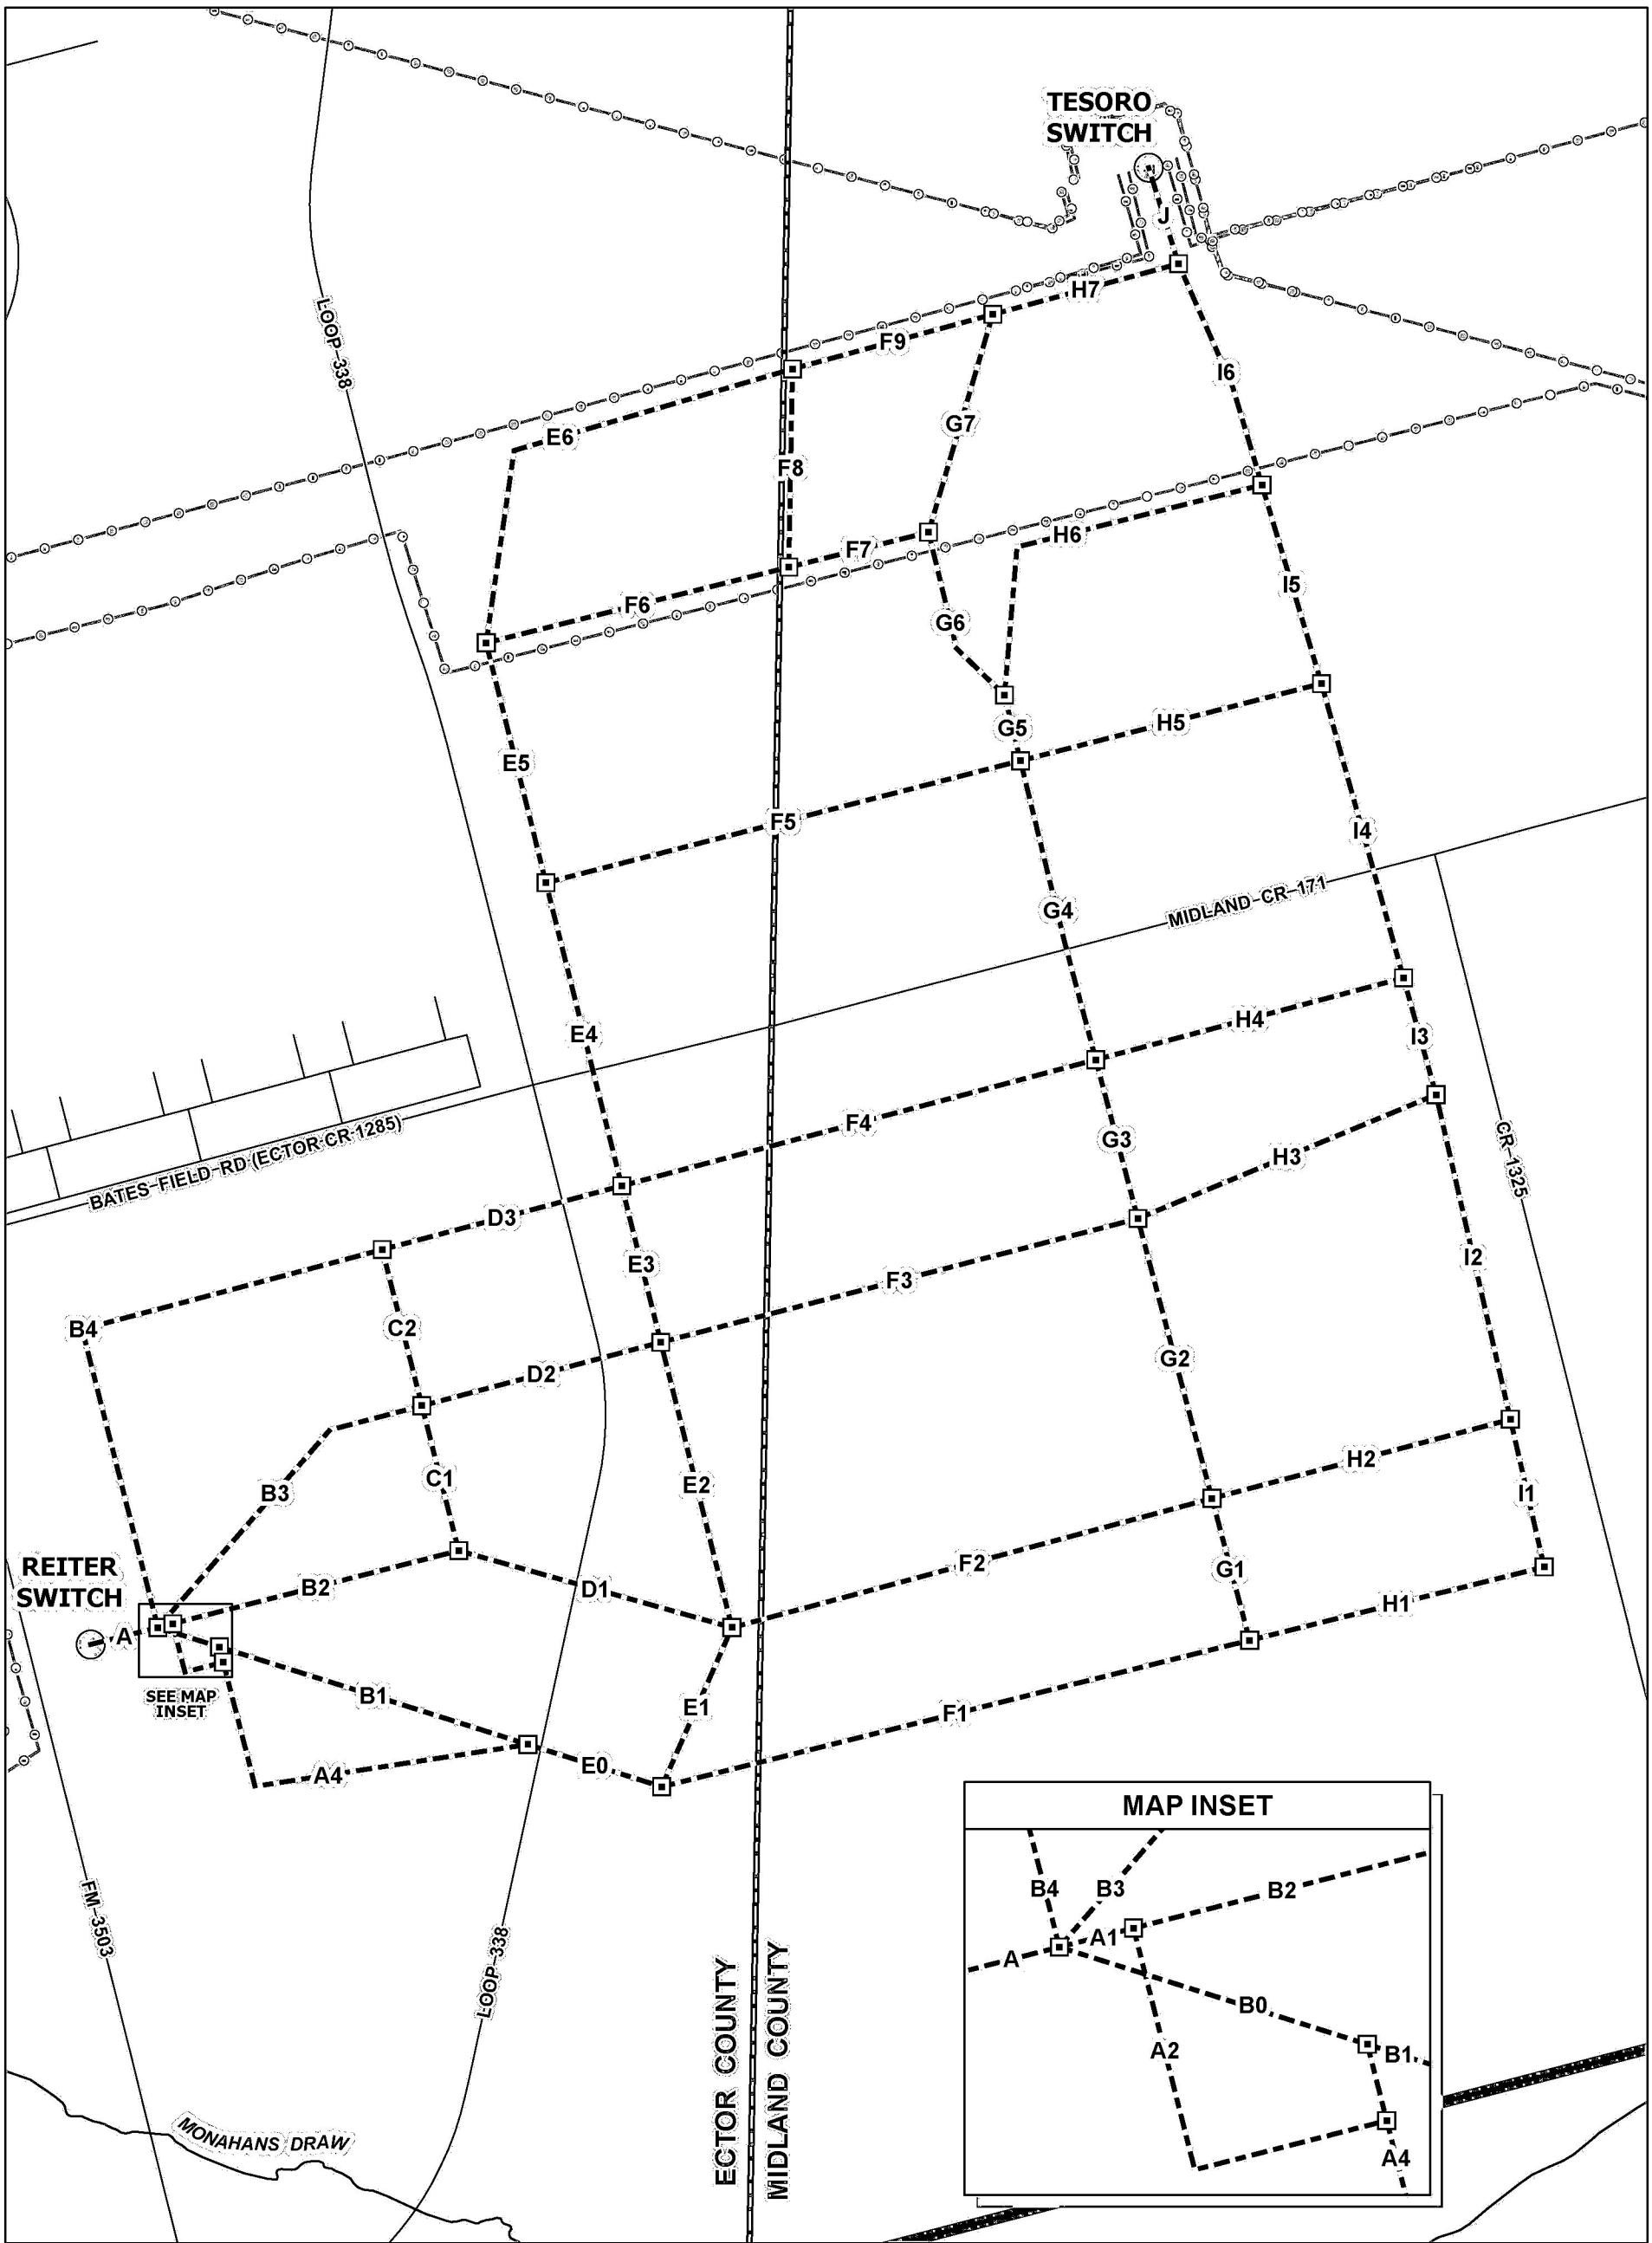 TESORO
SWITCH
J
H7
LOOP 338
F9
I6
E6
G7
F8
H6
F7
I5
F6
G6
H5
G5
E5
F5
I4
MIDLAND CR 171
G4
E4
H4
I3
F4
G3
BATES FIELD RD (ECTOR CR 1285)
H3
CR 1325
D3
I2
E3
F3
B4
C2
G2
D2
H2
C1
E2
B3
I1
F2
G1
REITER
SWITCH
B2
D1
H1
A
SEE MAP
INSET
B1
E1
F1
E0
A4
MAP INSET
B4
B3
B2
A1
A
B0
A2
B1
A4
FM 3503
LOOP 338
ECTOR COUNTY
MIDLAND COUNTY
MONAHANS DRAW